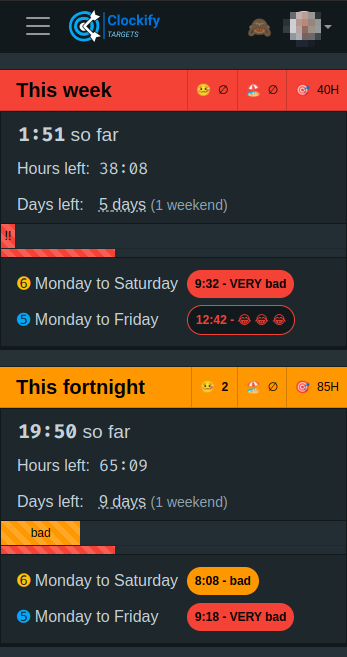 Clockify
TARGETS
This week 🤒 ∅ 🏖️ ∅ 🎯 40H
1:51 so far
Hours left: 38:08
Days left: 5 days (1 weekend)
!!
6 Monday to Saturday 9:32 - VERY bad
5 Monday to Friday 12:42 - 😂 😂 😂
This fortnight 🤒 2 🏖️ ∅ 🎯 85H
19:50 so far
Hours left: 65:09
Days left: 9 days (1 weekend)
bad
6 Monday to Saturday 8:08 - bad
5 Monday to Friday 9:18 - VERY bad